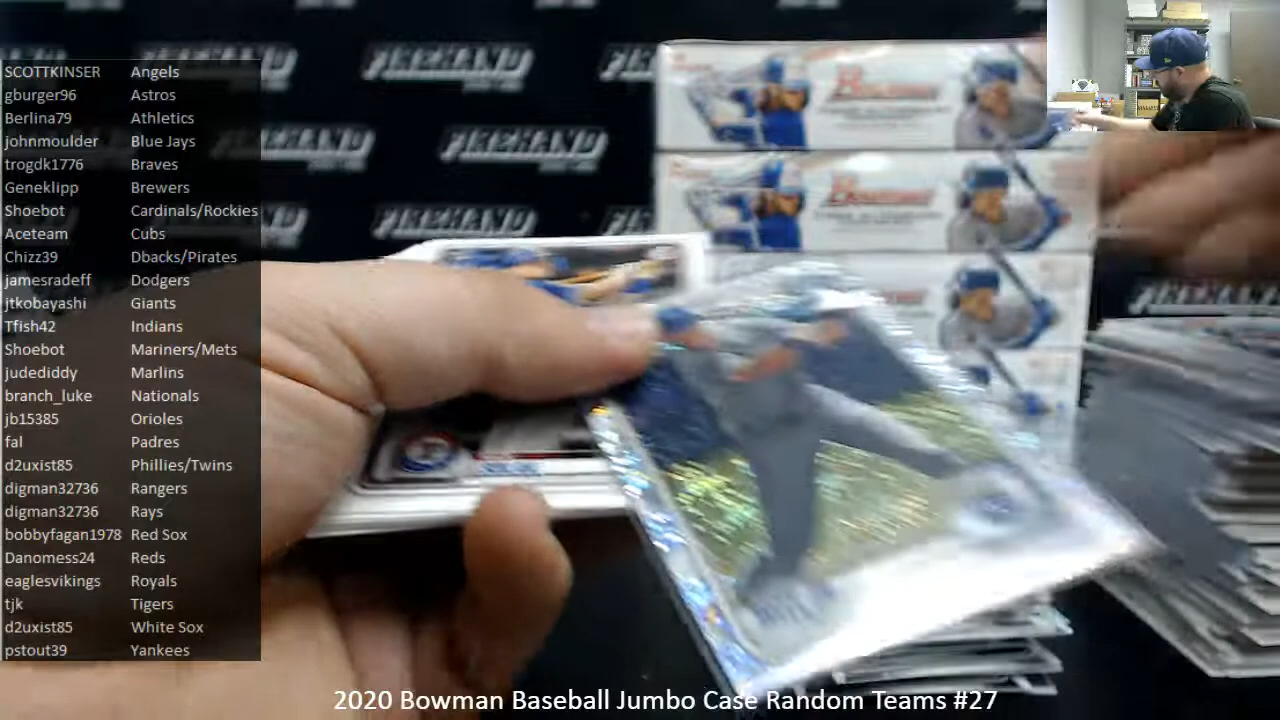 SCOTTKINSER Angels
gburger96 Astros
Berlina79 Athletics
johnmoulder Blue Jays
trogdk1776 Braves
Geneklipp Brewers
Shoebot Cardinals/Rockies
Aceteam Cubs
Chizz39 Dbacks/Pirates
jamesradeff Dodgers
jtkobayashi Giants
Tfish42 Indians
Shoebot Mariners/Mets
judediddy Marlins
branch_luke Nationals
jb15385 Orioles
fal Padres
d2uxist85 Phillies/Twins
digman32736 Rangers
digman32736 Rays
bobbyfagan1978 Red Sox
Danomess24 Reds
eaglesvikings Royals
tjk Tigers
d2uxist85 White Sox
pstout39 Yankees
FIREHAND
FIREHAND
FIREHAND
FIREHAND
Bowman
Bowman
2020 Bowman Baseball Jumbo Case Random Teams #27